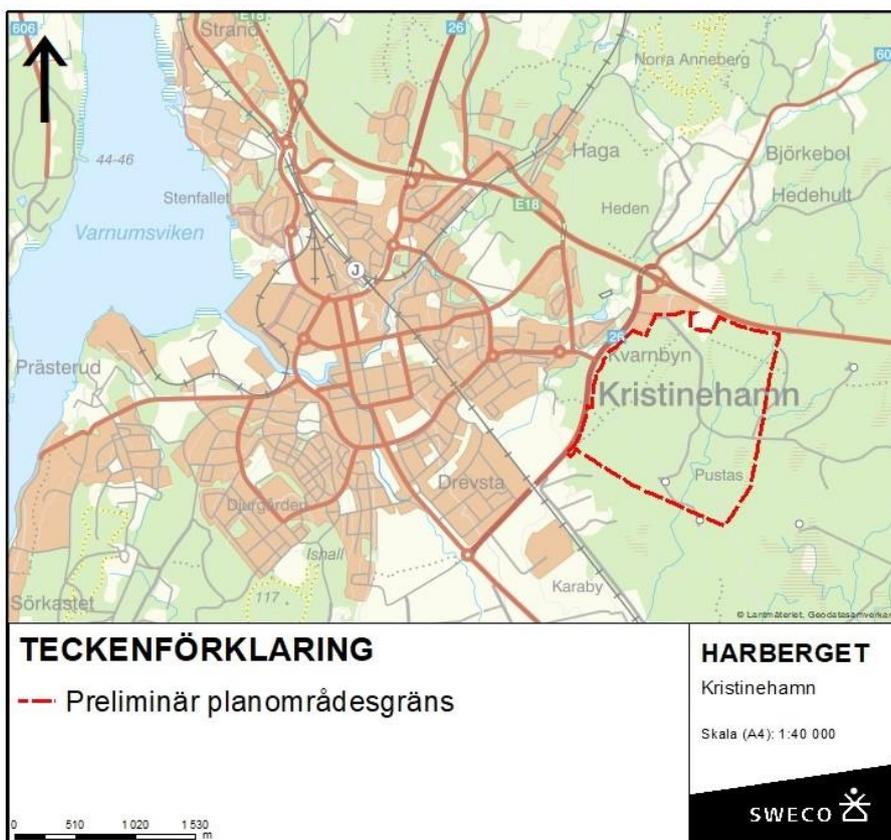 606
E18
Strand
26
Norra Anneberg
44-46
Haga
Björkebol
Stenfallet
E18
Heden
Hedehult
Varnumsviken
J
Prästerud
Kvarnbyn
Kristinehamn
Drevsta
Pustas
Djurgården
Ishall
117
Karaby
Sörkastet
© Lantmäteriet, Geodatasamverkan
TECKENFÖRKLARING
Preliminär planområdesgräns
HARBERGET
Kristinehamn
Skala (A4): 1:40 000
0 510 1 020 1 530
m
SWECO